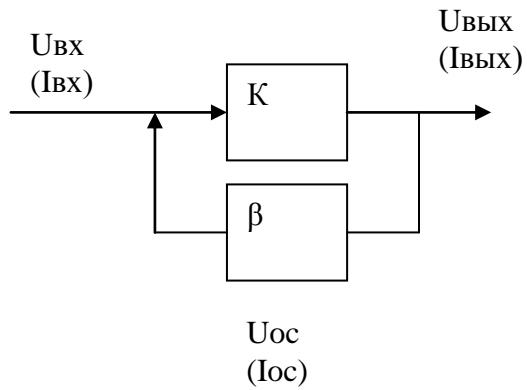 Uвх
(Iвх)
Uвых
(Iвых)
К
β
Uос
(Iос)